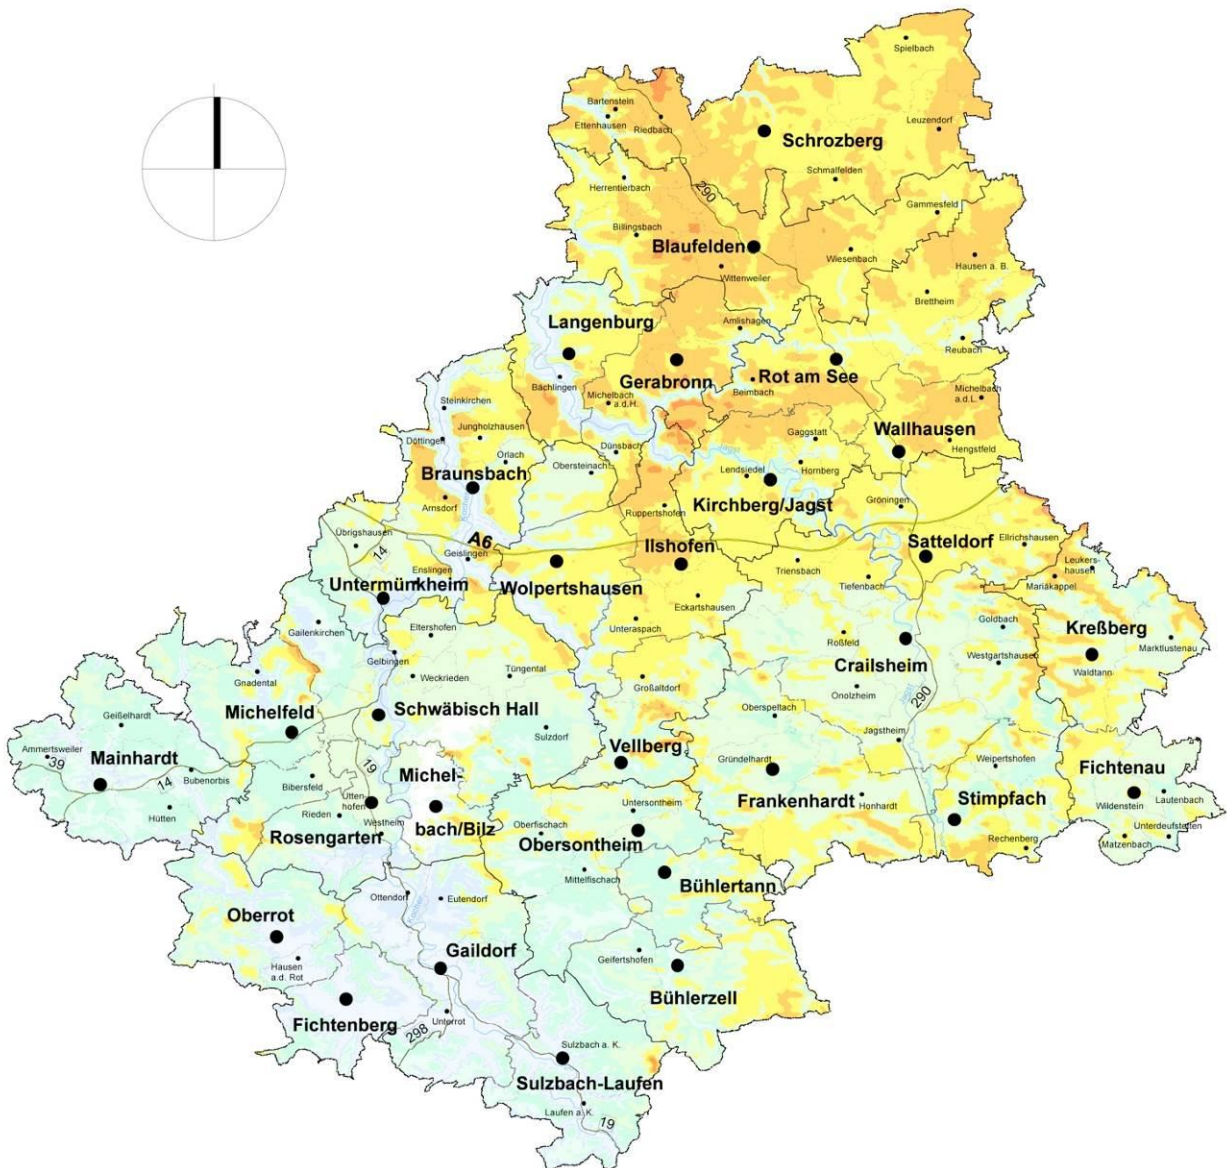 Spielbach
Bartenstein
Ettenhausen
Riedbach
Leuzendorf
Schrozberg
Schmalfelden
Herrentierbach
290
Gammesfeld
Billingsbach
Blaufelden
Wiesenbach
Hausen a. B.
Wittenweiler
Brettheim
Langenburg
Amlishagen
Reubach
Gerabronn
Rot am See
Bächlingen
Beimbach
Michelbach
a.d.H.
Michelbach
a.d.L.
Steinkirchen
Jungholzhausen
Gaggstatt
Wallhausen
Döttingen
Dünsbach
Jagst
Hengstfeld
Orlach
Obersteinach
Lendsiedel
Hornberg
Braunsbach
Kirchberg/Jagst
Arnsdorf
Ruppertshofen
Gröningen
Übrigshausen
14
A6
Ilshofen
Satteldorf
Ellrichshausen
Geislingen
Leukers-
hausen
Enslingen
Triensbach
Mariäkappel
Untermünkheim
Wolpertshausen
Tiefenbach
Eckartshausen
Gailenkirchen
Eltershofen
Unteraspach
Roßfeld
Goldbach
Kreßberg
Marktlustenau
Gelbingen
Crailsheim
Westgartshausen
Gnadental
Weckrieden
Tüngental
Großaltdorf
Waldtann
Onolzheim
290
Geißelhardt
Michelfeld
Schwäbisch Hall
Oberspeltach
Sulzdorf
Jagstheim
Ammertsweiler
39
Mainhardt
14
Bubenorbis
19
Vellberg
Gründelhardt
Weipertshofen
Fichtenau
Bibersfeld
Michel-
bach/Bilz
Utten-
hofen
Frankenhardt
Honhardt
Stimpfach
Wildenstein
Lautenbach
Hütten
Rieden
Westheim
Untersontheim
Rosengarten
Oberfischach
Obersontheim
Rechenberg
Matzenbach
Unterdeufstetten
Mittelfischach
Bühlertann
Ottendorf
Eutendorf
Kocher
Oberrot
Gaildorf
Geifertshofen
Hausen
a.d. Rot
Bühlerzell
Fichtenberg
Unterrot
298
Sulzbach a. K.
Sulzbach-Laufen
Laufen a. K.
19